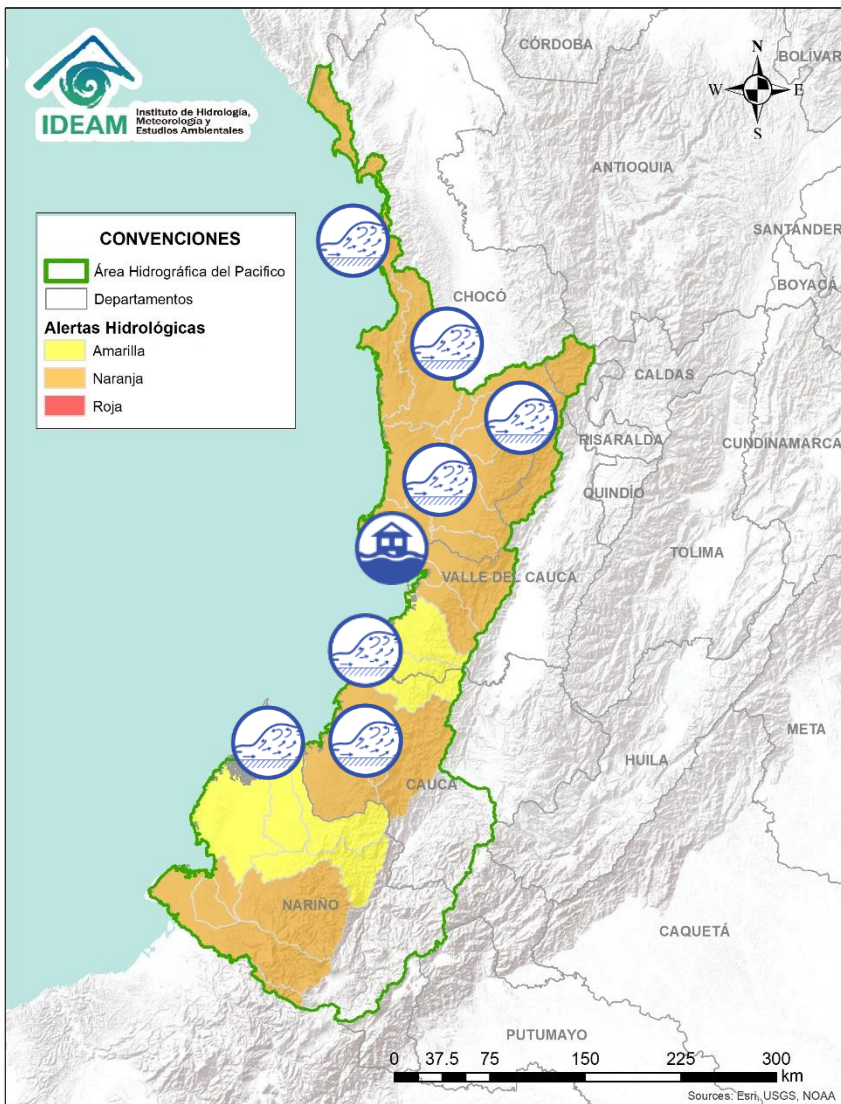 IDEAM
Instituto de Hidrología,
Meteorología y
Estudios Ambientales
CÓRDOBA
BOLÍVAR
N
W
E
S
ANTIOQUIA
CONVENCIONES
Área Hidrográfica del Pacifico
Departamentos
Alertas Hidrológicas
Amarilla
Naranja
Roja
SANTANDER
BOYACÁ
CHOCÓ
CALDAS
RISARALDA
CUNDINAMARCA
QUINDÍO
TOLIMA
VALLE DEL CAUCA
META
HUILA
CAUCA
NARIÑO
CAQUETÁ
PUTUMAYO
0 37.5 75 150 225 300
km
Sources: Esri, USGS, NOAA